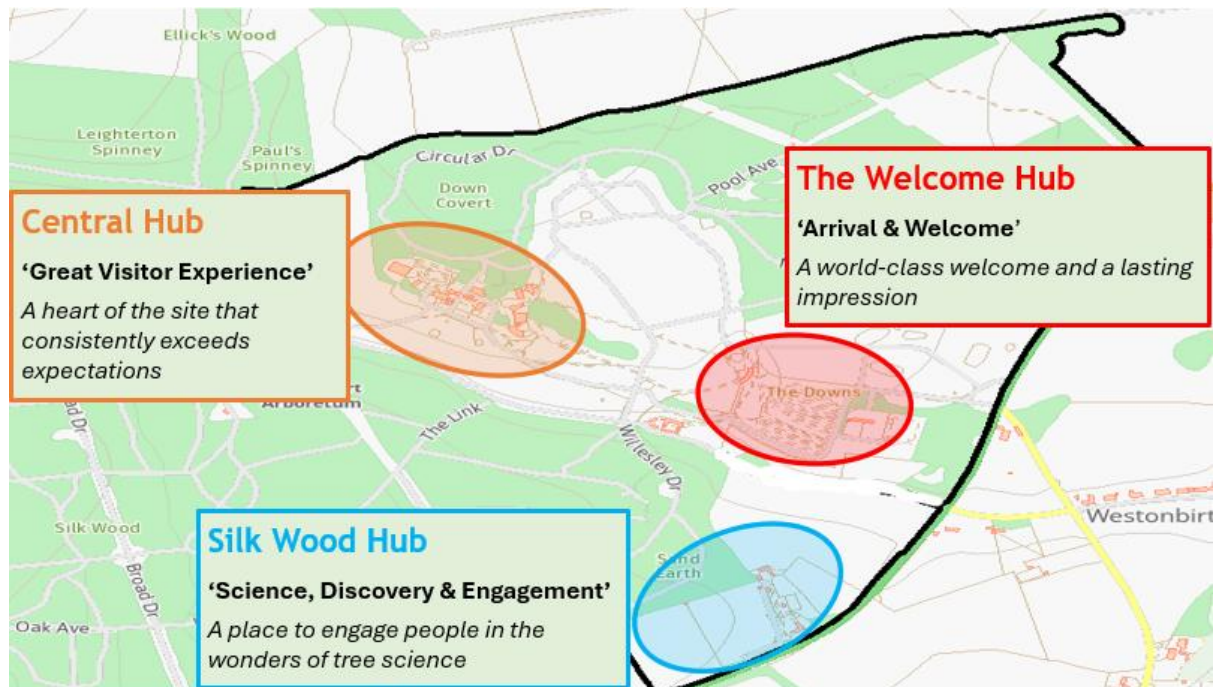 Ellick's Wood
Leighterton
Spinney
Paul's
Spinney
Circular Dr
Down
Covert
Pool Ave
The Welcome Hub
‘Arrival & Welcome’
A world-class welcome and a lasting
impression
Central Hub
‘Great Visitor Experience’
A heart of the site that
consistently exceeds
expectations
The Downs
Arboretum
The Link
Willesley Dr
Broad Dr
Westonbirt
Silk Wood
Silk Wood Hub
‘Science, Discovery & Engagement’
A place to engage people in the
wonders of tree science
Earth
Oak Ave